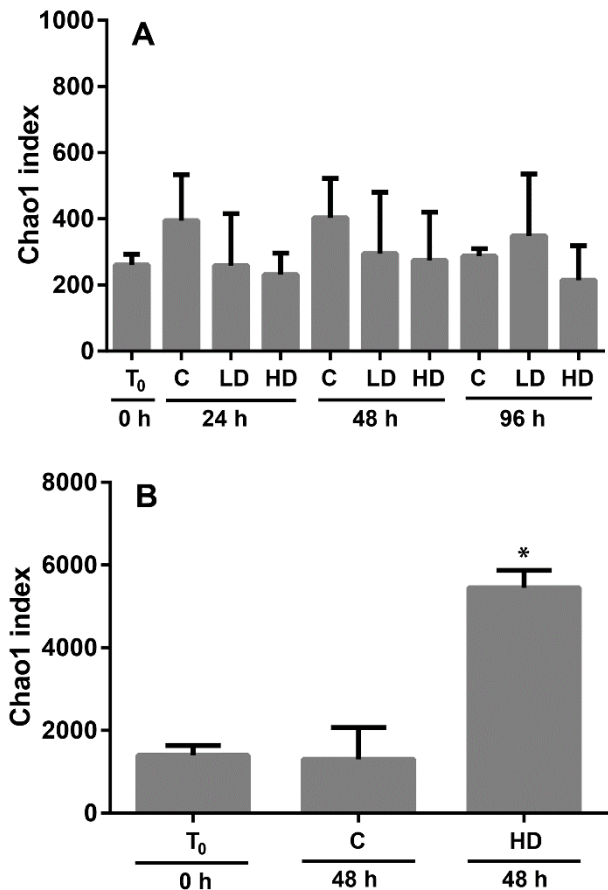 A
Chao1 index
1000
800
600
400
200
0
T0 C LD HD C LD HD C LD HD
0 h 24 h 48 h 96 h
B
Chao1 index
8000
6000
4000
2000
0
*
T0 C HD
0 h 48 h 48 h